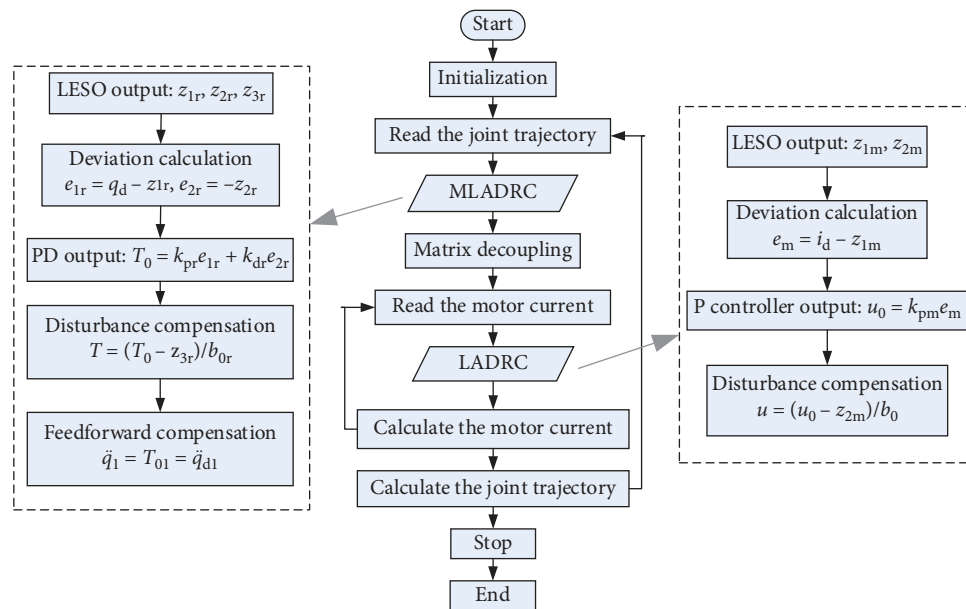 Start
Initialization
Read the joint trajectory
MLADRC
Matrix decoupling
Read the motor current
LADRC
Calculate the motor current
Calculate the joint trajectory
Stop
End
LESO output: z1r, z2r, z3r
Deviation calculation
e1r = qd – z1r, e2r = –z2r
PD output: T0 = kpre1r + kdre2r
Disturbance compensation
T = (T0 – z3r)/b0r
Feedforward compensation
q̈1 = T01 = q̈d1
LESO output: z1m, z2m
Deviation calculation
em = id – z1m
P controller output: u0 = kpmem
Disturbance compensation
u = (u0 – z2m)/b0